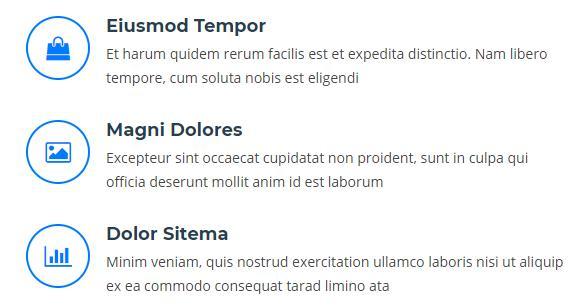 Eiusmod Tempor
Et harum quidem rerum facilis est et expedita distinctio. Nam libero
tempore, cum soluta nobis est eligendi
Magni Dolores
Excepteur sint occaecat cupidatat non proident, sunt in culpa qui
officia deserunt mollit anim id est laborum
Dolor Sitema
Minim veniam, quis nostrud exercitation ullamco laboris nisi ut aliquip
ex ea commodo consequat tarad limino ata